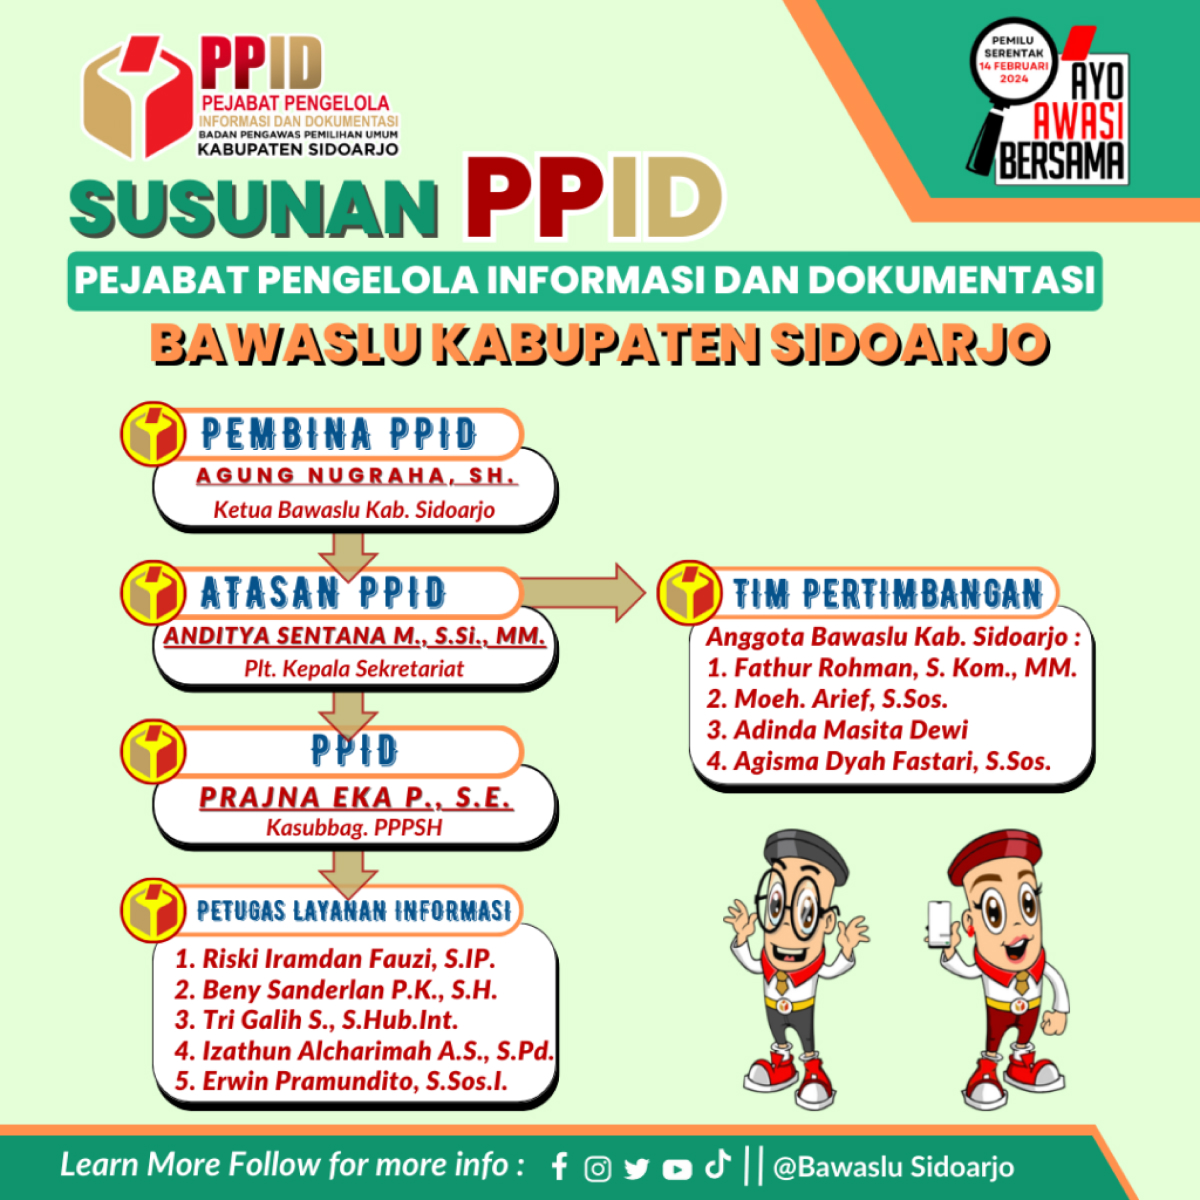 PPID
PEJABAT PENGELOLA
INFORMASI DAN DOKUMENTASI
BADAN PENGAWAS PEMILIHAN UMUM
KABUPATEN SIDOARJO
PEMILU
SERENTAK
14 FEBRUARI
2024
AYO
AWASI
BERSAMA
SUSUNAN PPID
PEJABAT PENGELOLA INFORMASI DAN DOKUMENTASI
BAWASLU KABUPATEN SIDOARJO
PEMBINA PPID
AGUNG NUGRAHA, SH.
Ketua Bawaslu Kab. Sidoarjo
ATASAN PPID
ANDITYA SENTANA M., S.Si., MM.
Plt. Kepala Sekretariat
TIM PERTIMBANGAN
Anggota Bawaslu Kab. Sidoarjo :
1. Fathur Rohman, S. Kom., MM.
2. Moeh. Arief, S.Sos.
3. Adinda Masita Dewi
4. Agisma Dyah Fastari, S.Sos.
PPID
PRAJNA EKA P., S.E.
Kasubbag. PPPSH
PETUGAS LAYANAN INFORMASI
1. Riski Iramdan Fauzi, S.IP.
2. Beny Sanderlan P.K., S.H.
3. Tri Galih S., S.Hub.Int.
4. Izathun Alcharimah A.S., S.Pd.
5. Erwin Pramundito, S.Sos.I.
Learn More Follow for more info : || @Bawaslu Sidoarjo